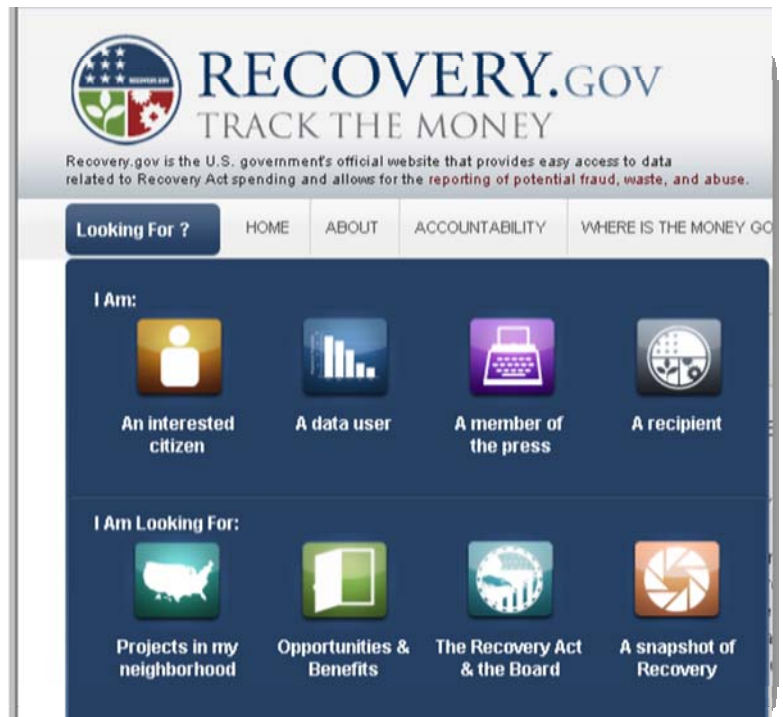 RECOVERY.GOV
TRACK THE MONEY
Recovery.gov is the U.S. government's official website that provides easy access to data
related to Recovery Act spending and allows for the reporting of potential fraud, waste, and abuse.
Looking For ? HOME ABOUT ACCOUNTABILITY WHERE IS THE MONEY GO
I Am:
An interested A data user A member of A recipient
citizen the press
I Am Looking For:
Projects in my Opportunities & The Recovery Act A snapshot of
neighborhood Benefits & the Board Recovery